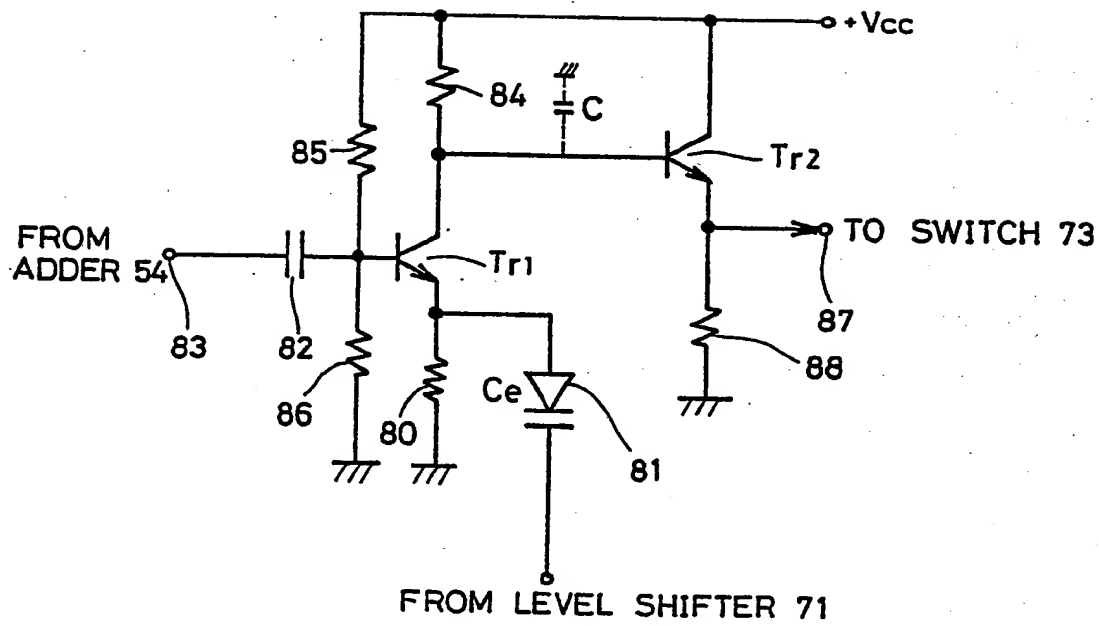 +Vcc
84
C
85
Tr2
FROM
ADDER 54
Tr1
TO SWITCH 73
83
82
87
86
80
Ce
88
81
FROM LEVEL SHIFTER 71